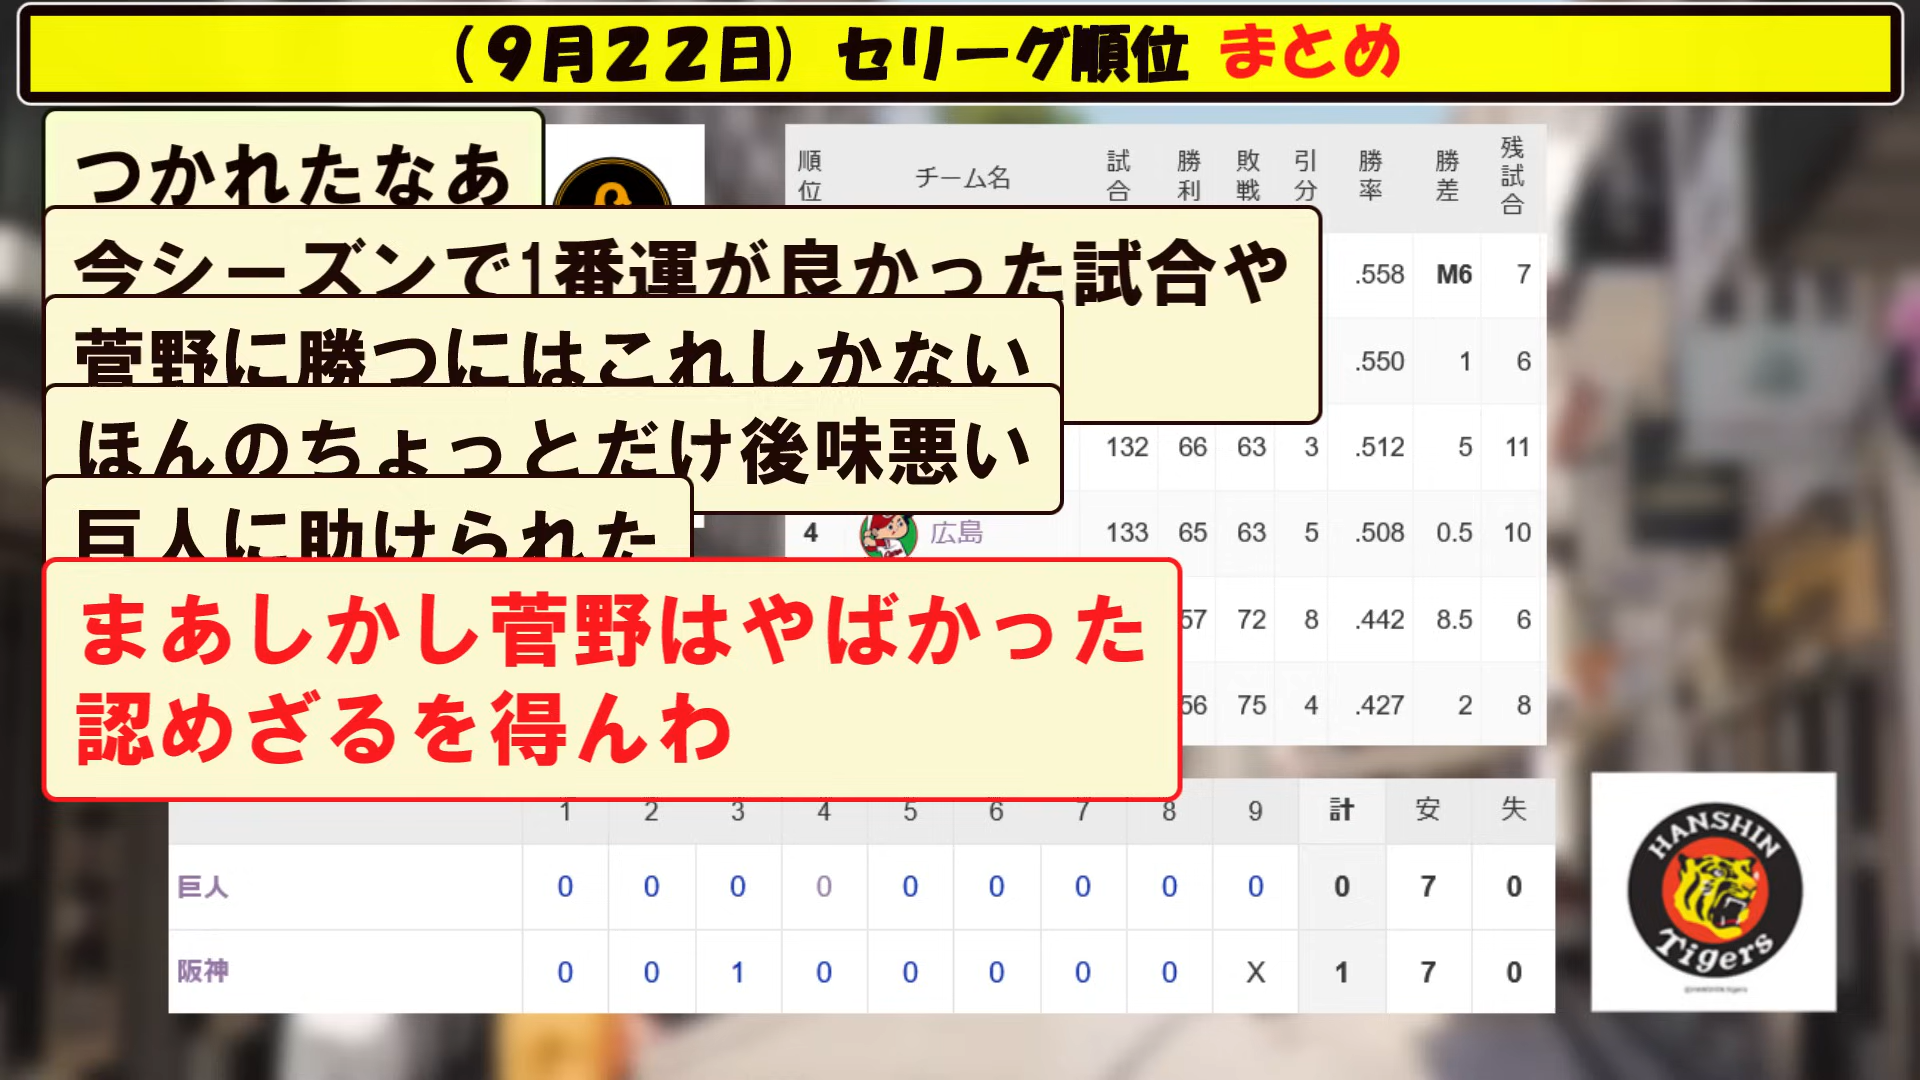 （９月２２日）セリーグ順位 まとめ
つかれたなあ
今シーズンで1番運が良かった試合や
菅野に勝つにはこれしかない
ほんのちょっとだけ後味悪い
巨人に助けられた
まあしかし菅野はやばかった
認めざるを得んわ
順位 チーム名 試合 勝利 敗戦 引分 勝率 勝差 残試合
.558 M6 7
.550 1 6
132 66 63 3 .512 5 11
4 広島 133 65 63 5 .508 0.5 10
57 72 8 .442 8.5 6
56 75 4 .427 2 8
1 2 3 4 5 6 7 8 9 計 安 失
巨人 0 0 0 0 0 0 0 0 0 0 7 0
阪神 0 0 1 0 0 0 0 0 X 1 7 0
HANSHIN
Tigers